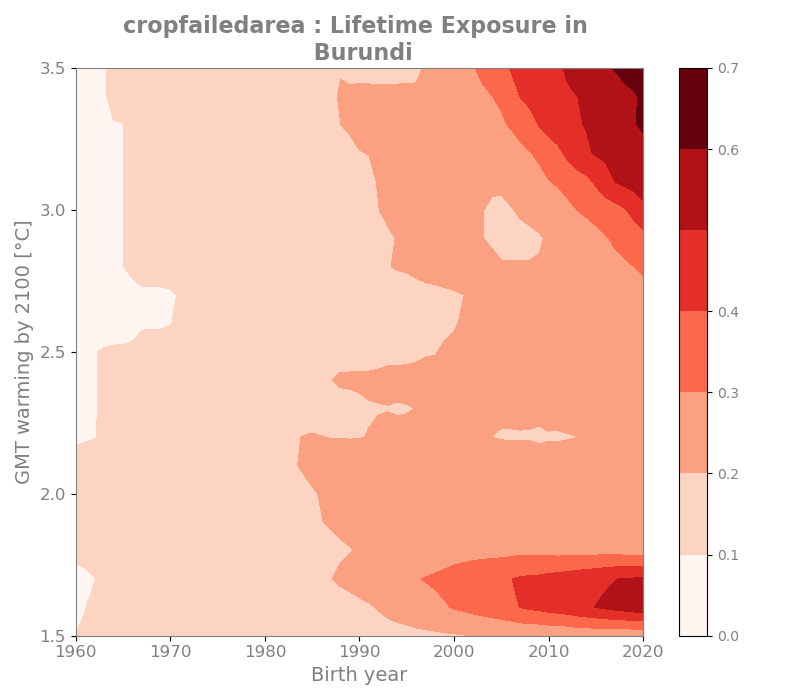 cropfailedarea : Lifetime Exposure in
Burundi
3.5
3.0
2.5
2.0
1.5
GMT warming by 2100 [°C]
1960 1970 1980 1990 2000 2010 2020
Birth year
0.7
0.6
0.4
0.3
0.2
0.1
0.0